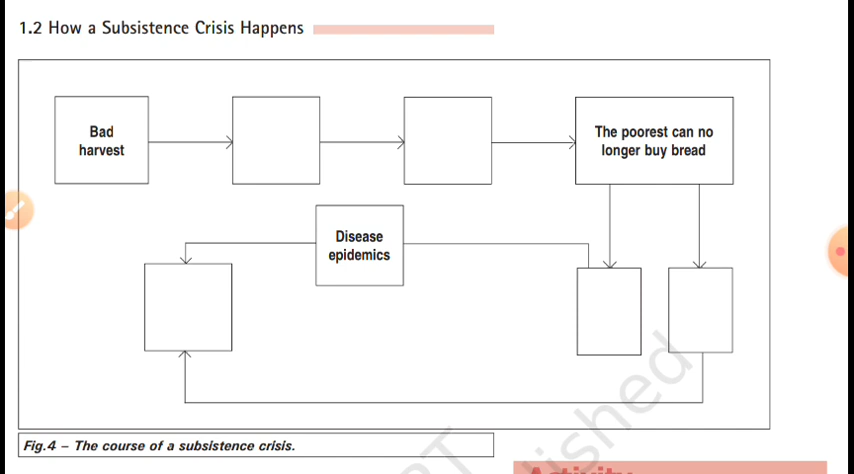 1.2 How a Subsistence Crisis Happens
Bad
harvest
The poorest can no
longer buy bread
Disease
epidemics
Fig.4 – The course of a subsistence crisis.